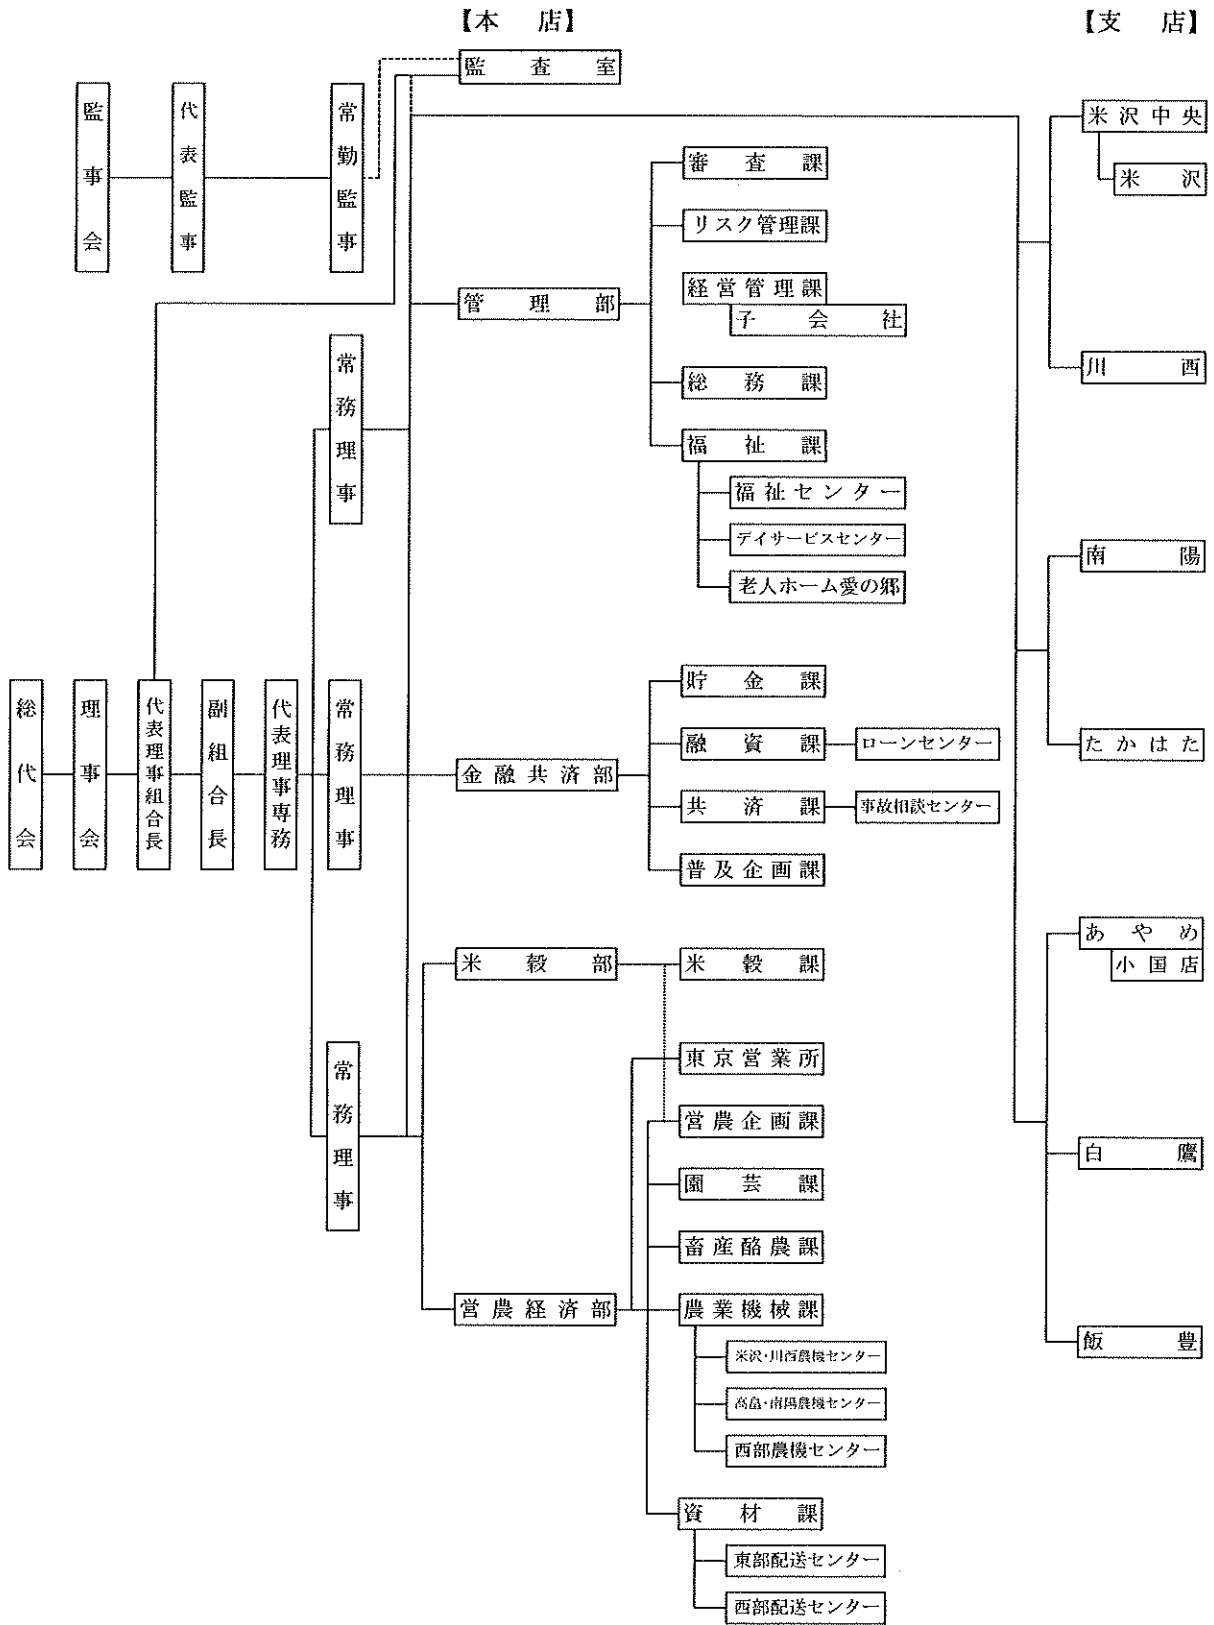 【本店】
【支店】
監査室
監事会
代表監事
常勤監事
総代会
理事会
代表理事組合長
副組合長
代表理事専務
常務理事
常務理事
常務理事
管理部
審査課
リスク管理課
経営管理課
子会社
総務課
福祉課
福祉センター
デイサービスセンター
老人ホーム愛の郷
金融共済部
貯金課
融資課
ローンセンター
共済課
事故相談センター
普及企画課
米穀部
米穀課
営農経済部
東京営業所
営農企画課
園芸課
畜産酪農課
農業機械課
米沢・川西農機センター
高畠・南陽農機センター
西部農機センター
資材課
東部配送センター
西部配送センター
米沢中央
米沢
川西
南陽
たかはた
あやめ
小国店
白鷹
飯豊